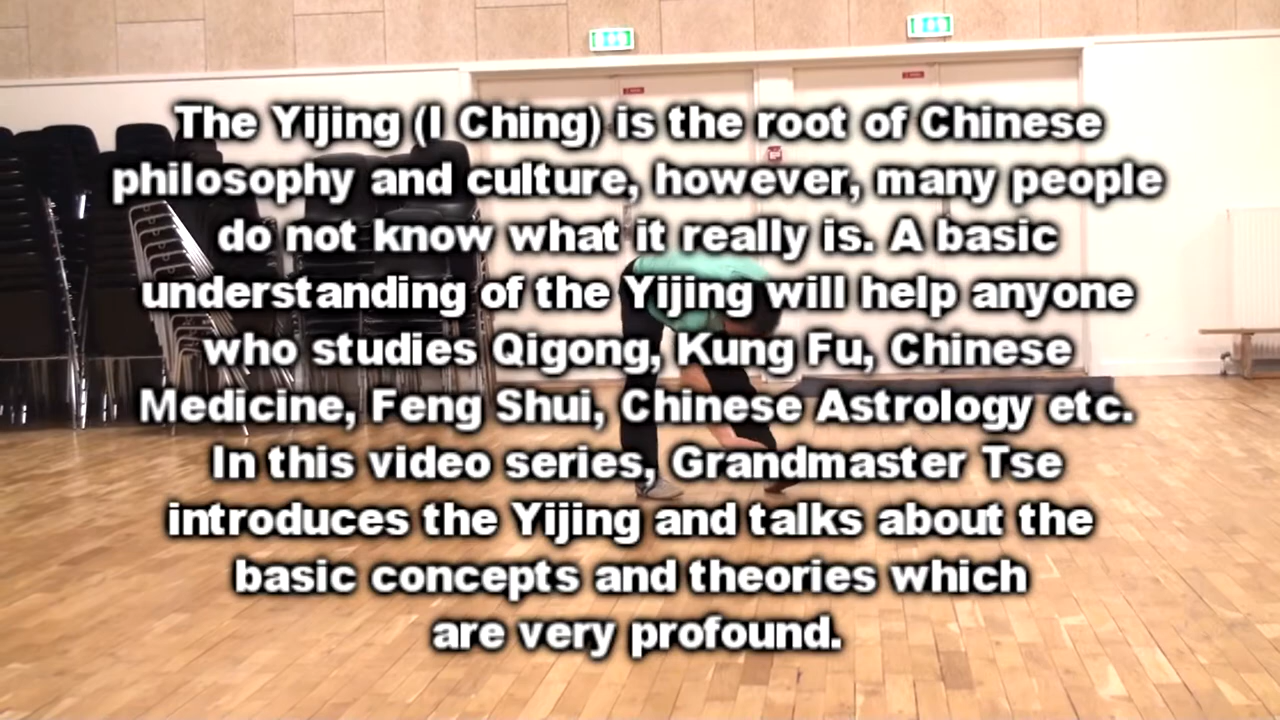 The Yijing (I Ching) is the root of Chinese
philosophy and culture, however, many people
do not know what it really is. A basic
understanding of the Yijing will help anyone
who studies Qigong, Kung Fu, Chinese
Medicine, Feng Shui, Chinese Astrology etc.
In this video series, Grandmaster Tse
introduces the Yijing and talks about the
basic concepts and theories which
are very profound.